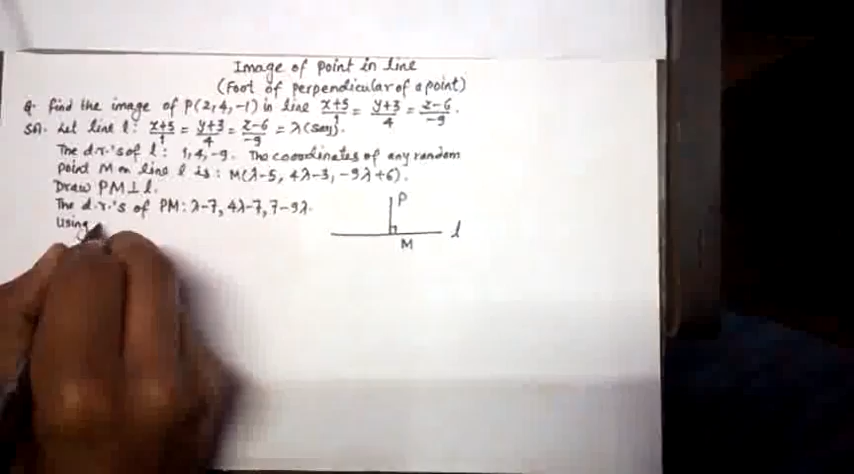 Image of point in line
(Foot of perpendicular of a point)
Q. Find the image of P(2,4,-1) in line x+5/1 = y+3/4 = z-6/-9.
SA. Let line l: x+5/1 = y+3/4 = z-6/-9 = λ(say).
The d.r.'s of l: 1,4,-9. The coordinates of any random
point M on line l is: M(λ-5, 4λ-3, -9λ+6).
Draw PM⊥l.
The d.r.'s of PM: λ-7, 4λ-7, 7-9λ.
Using
P
l
M